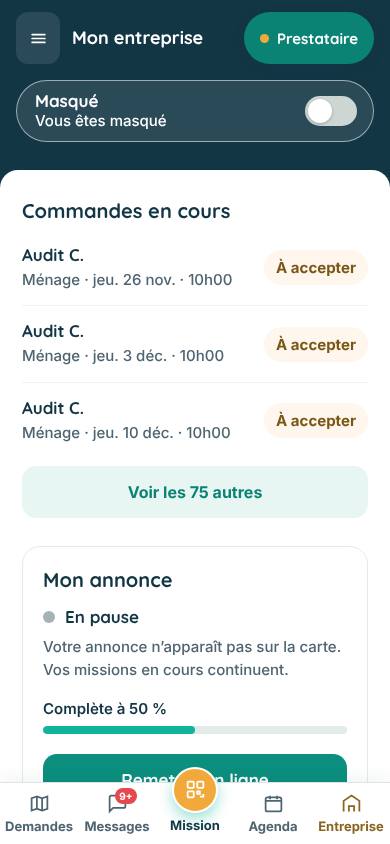 Mon entreprise
Prestataire
Masqué
Vous êtes masqué
Commandes en cours
Audit C.
Ménage · jeu. 26 nov. · 10h00
À accepter
Audit C.
Ménage · jeu. 3 déc. · 10h00
À accepter
Audit C.
Ménage · jeu. 10 déc. · 10h00
À accepter
Voir les 75 autres
Mon annonce
En pause
Votre annonce n’apparaît pas sur la carte.
Vos missions en cours continuent.
Complète à 50 %
ligne
9+
Demandes
Messages
Mission
Agenda
Entreprise